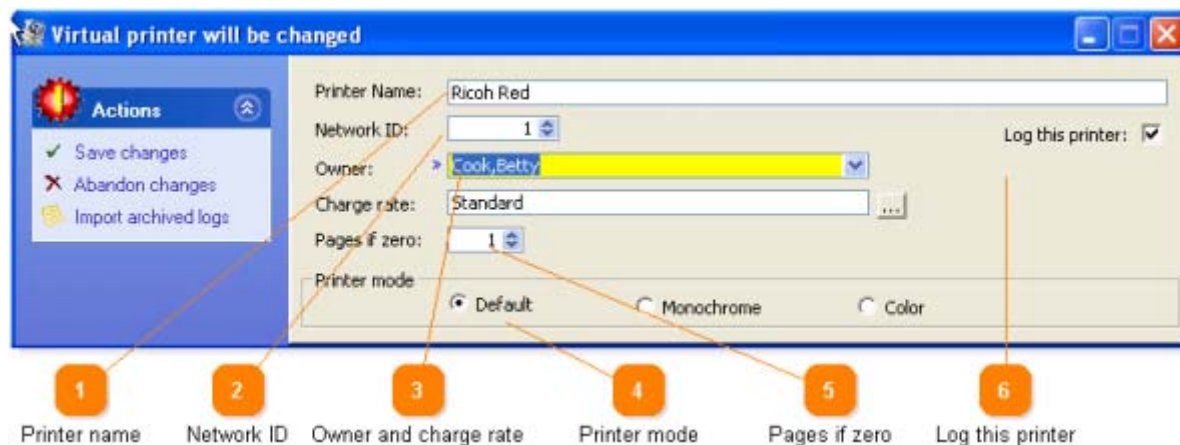 Virtual printer will be changed
Actions
Save changes
Abandon changes
Import archived logs
Printer Name: Ricoh Red
Network ID: 1
Log this printer:
Owner: Cook,Betty
Charge rate: Standard ...
Pages if zero: 1
Printer mode
Default Monochrome Color
1 2 3 4 5 6
Printer name Network ID Owner and charge rate Printer mode Pages if zero Log this printer